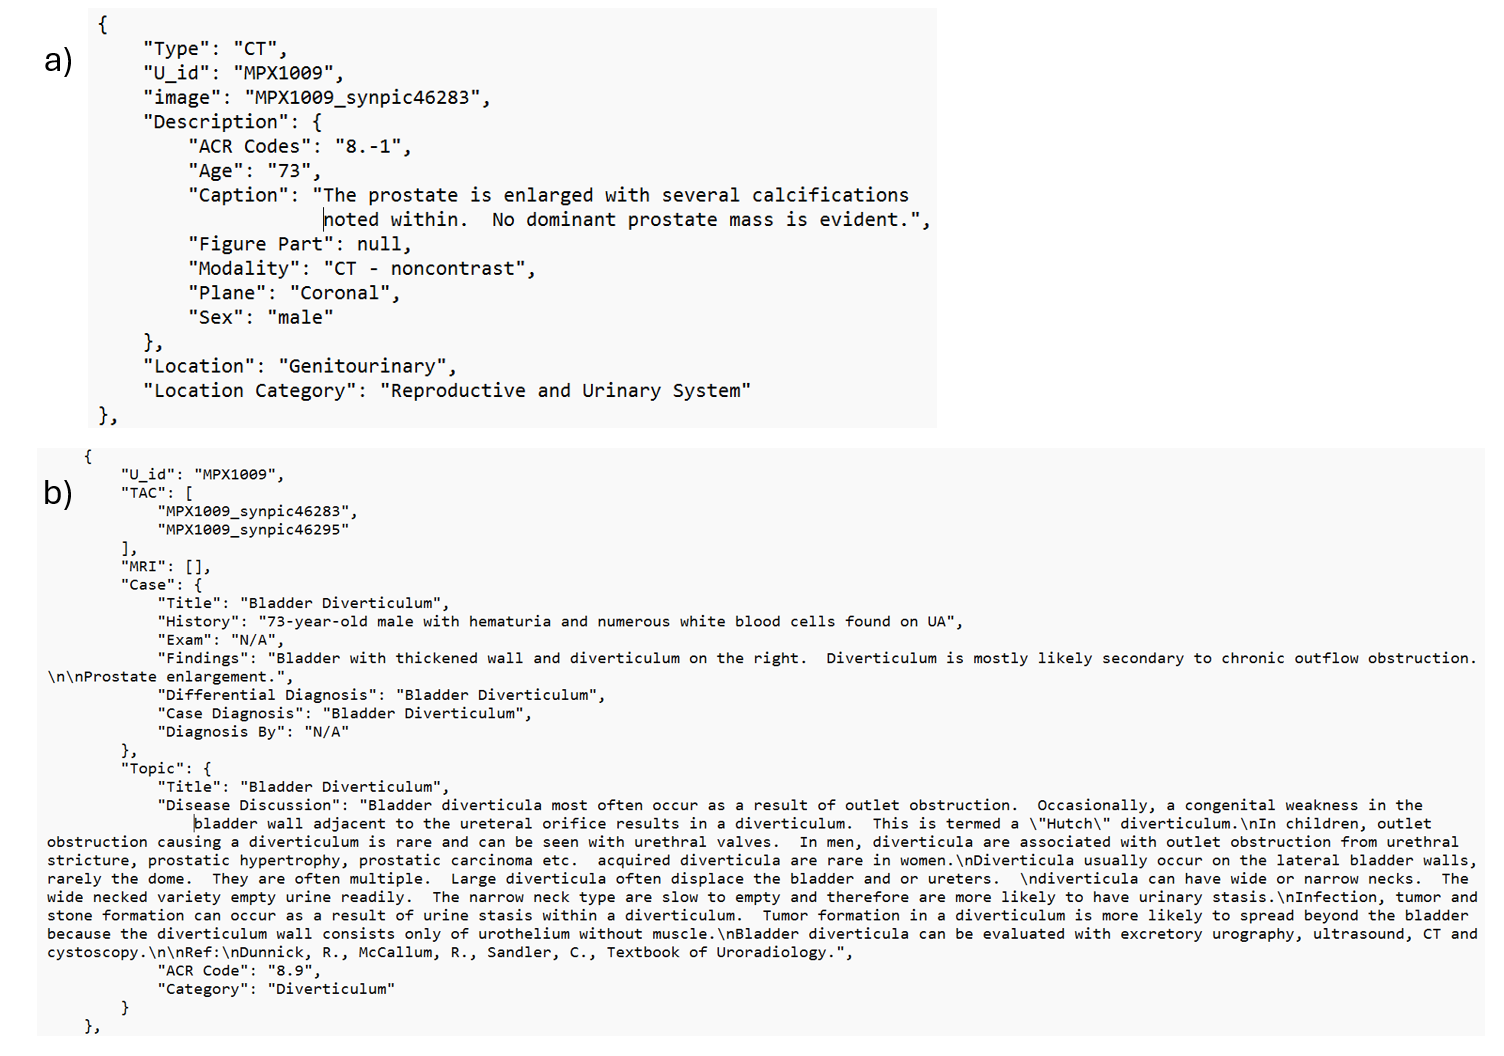 a)
{
"Type": "CT",
"U_id": "MPX1009",
"image": "MPX1009_synpic46283",
"Description": {
"ACR Codes": "8.-1",
"Age": "73",
"Caption": "The prostate is enlarged with several calcifications
noted within.  No dominant prostate mass is evident.",
"Figure Part": null,
"Modality": "CT - noncontrast",
"Plane": "Coronal",
"Sex": "male"
},
"Location": "Genitourinary",
"Location Category": "Reproductive and Urinary System"
},
b)
{
"U_id": "MPX1009",
"TAC": [
"MPX1009_synpic46283",
"MPX1009_synpic46295"
],
"MRI": [],
"Case": {
"Title": "Bladder Diverticulum",
"History": "73-year-old male with hematuria and numerous white blood cells found on UA",
"Exam": "N/A",
"Findings": "Bladder with thickened wall and diverticulum on the right.  Diverticulum is mostly likely secondary to chronic outflow obstruction.
\n\nProstate enlargement.",
"Differential Diagnosis": "Bladder Diverticulum",
"Case Diagnosis": "Bladder Diverticulum",
"Diagnosis By": "N/A"
},
"Topic": {
"Title": "Bladder Diverticulum",
"Disease Discussion": "Bladder diverticula most often occur as a result of outlet obstruction.  Occasionally, a congenital weakness in the
bladder wall adjacent to the ureteral orifice results in a diverticulum.  This is termed a \"Hutch\" diverticulum.\nIn children, outlet
obstruction causing a diverticulum is rare and can be seen with urethral valves.  In men, diverticula are associated with outlet obstruction from urethral
stricture, prostatic hypertrophy, prostatic carcinoma etc.  acquired diverticula are rare in women.\nDiverticula usually occur on the lateral bladder walls,
rarely the dome.  They are often multiple.  Large diverticula often displace the bladder and or ureters.  \ndiverticula can have wide or narrow necks.  The
wide necked variety empty urine readily.  The narrow neck type are slow to empty and therefore are more likely to have urinary stasis.\nInfection, tumor and
stone formation can occur as a result of urine stasis within a diverticulum.  Tumor formation in a diverticulum is more likely to spread beyond the bladder
because the diverticulum wall consists only of urothelium without muscle.\nBladder diverticula can be evaluated with excretory urography, ultrasound, CT and
cystoscopy.\n\nRef:\nDunnick, R., McCallum, R., Sandler, C., Textbook of Uroradiology.",
"ACR Code": "8.9",
"Category": "Diverticulum"
}
},